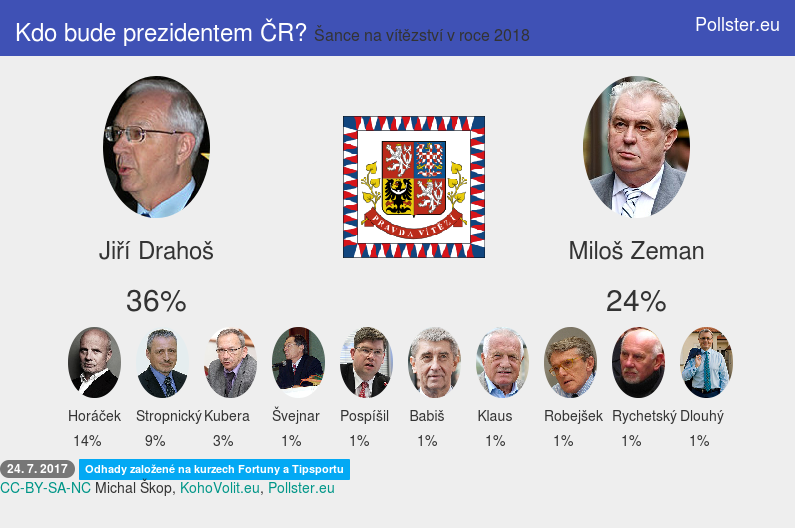 Kdo bude prezidentem ČR? Šance na vítězství v roce 2018
Pollster.eu
PRAVDA VÍTĚZÍ
Jiří Drahoš
Miloš Zeman
36%
24%
Horáček Stropnický Kubera Švejnar Pospíšil Babiš Klaus Robejšek Rychetský Dlouhý
14% 9% 3% 1% 1% 1% 1% 1% 1% 1%
24. 7. 2017 Odhady založené na kurzech Fortuny a Tipsportu
CC-BY-SA-NC Michal Škop, KohoVolit.eu, Pollster.eu